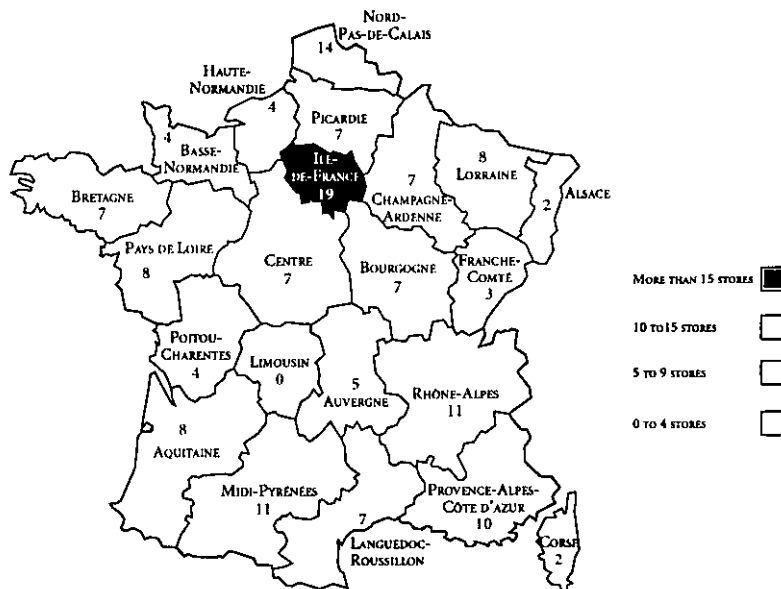 Nord-
Pas-de-Calais
14
Haute-
Normandie
4
Picardie
7
4
Basse-
Normandie
Île-
de-France
19
7
Champagne-
Ardenne
8
Lorraine
2
Alsace
Bretagne
7
Pays de Loire
8
Centre
7
Bourgogne
7
Franche-
Comté
3
Poitou-
Charentes
4
Limousin
0
5
Auvergne
Rhône-Alpes
11
8
Aquitaine
Midi-Pyrénées
11
7
Languedoc-
Roussillon
Provence-Alpes-
Côte d'Azur
10
Corse
2
More than 15 stores
10 to 15 stores
5 to 9 stores
0 to 4 stores